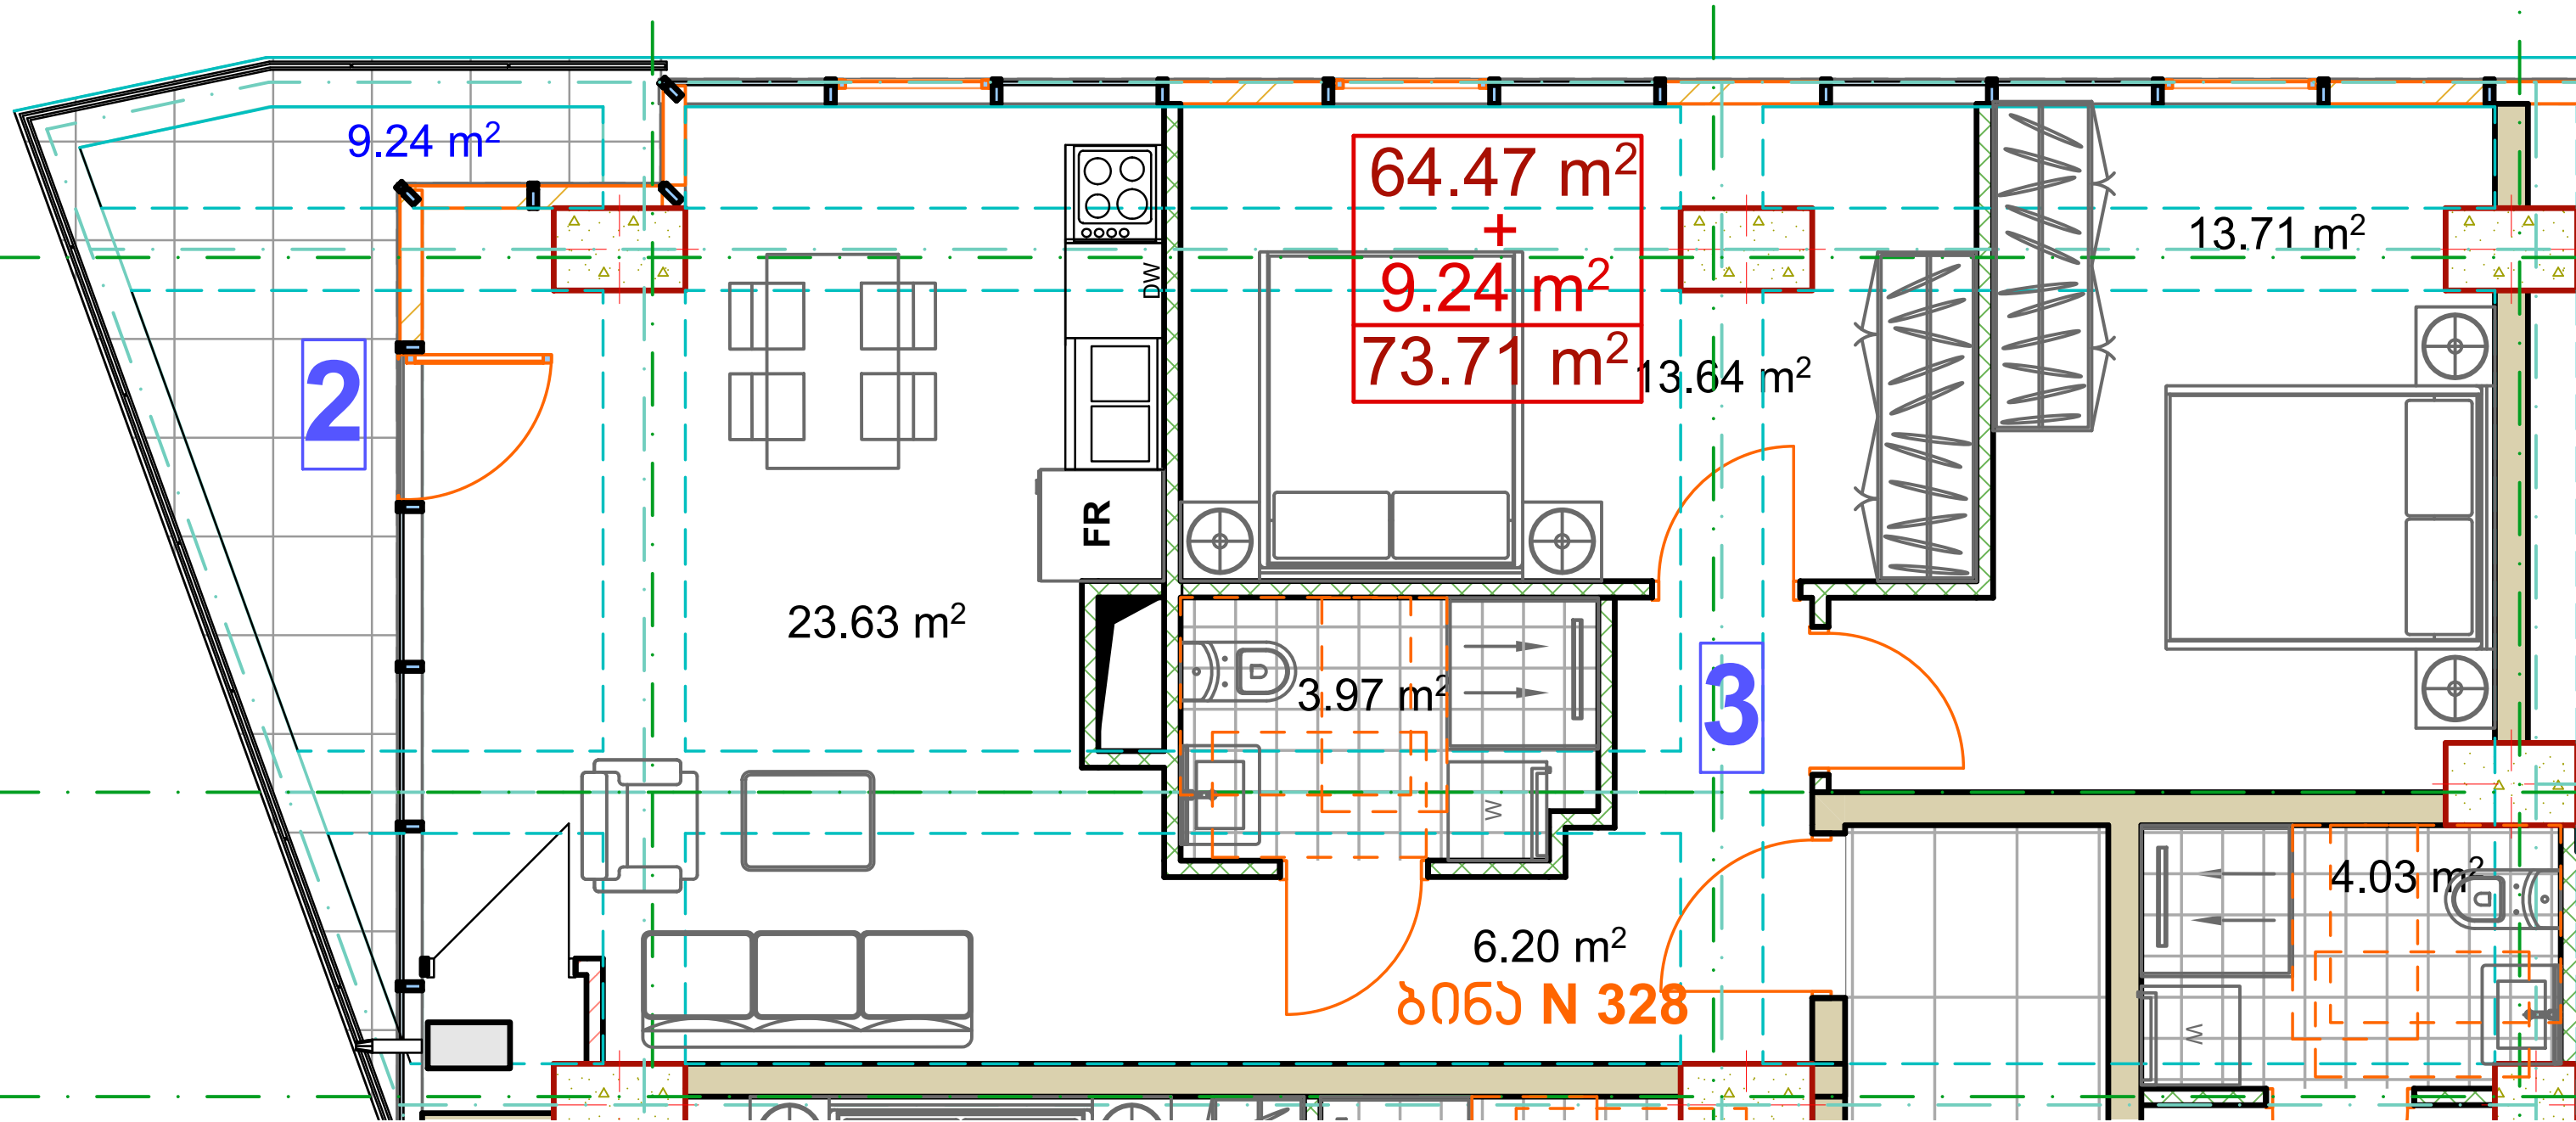 9.24 m²
64.47 m²
+
9.24 m²
73.71 m²
13.71 m²
DW
2
13.64 m²
FR
23.63 m²
3.97 m²
3
W
4.03 m²
6.20 m²
ბინა N 328
W